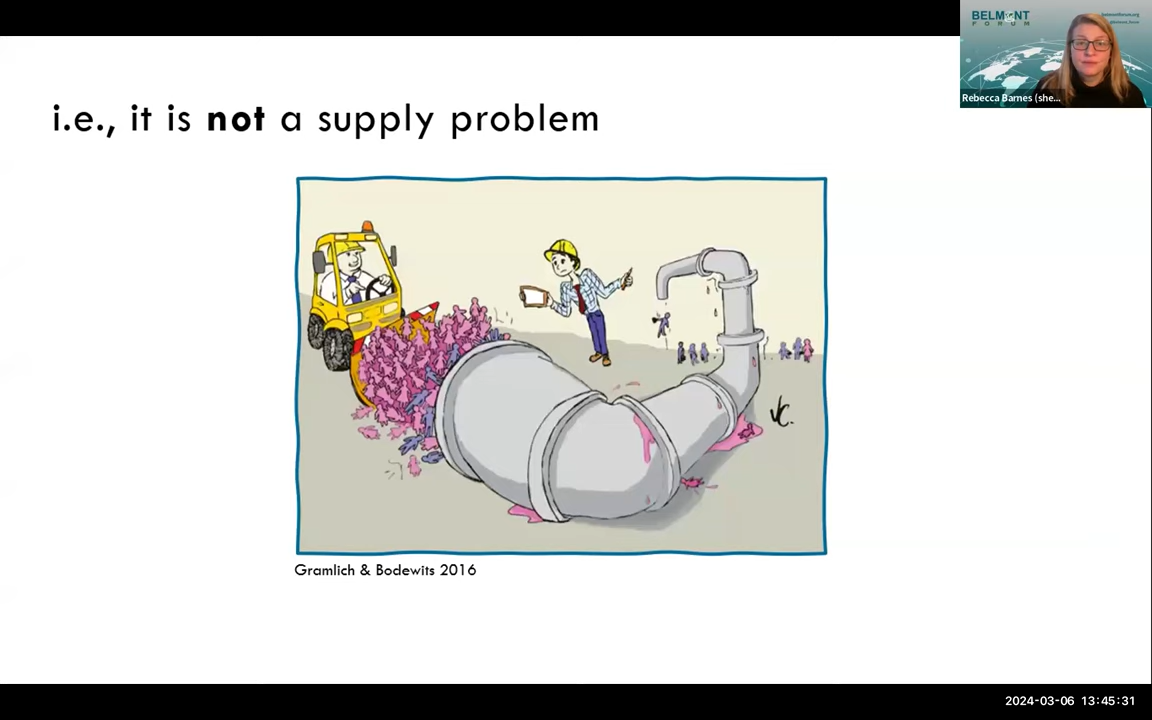 BELMONT
FORUM
i.e., it is not a supply problem
Rebecca Barnes (she...
VC.
Gramlich & Bodewits 2016
2024-03-06 13:45:31